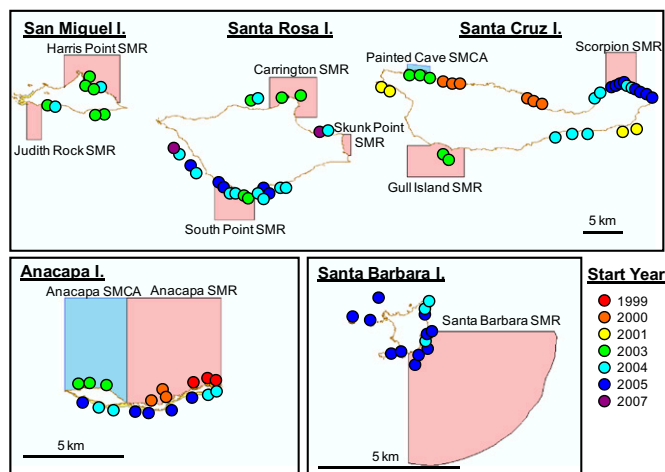 San Miquel I.
Santa Rosa I.
Santa Cruz I.
Harris Point SMR
Carrington SMR
Painted Cave SMCA
Scorpion SMR
Judith Rock SMR
Skunk Point
SMR
South Point SMR
Gull Island SMR
5 km
Anacapa I.
Santa Barbara I.
Start Year
Anacapa SMCA
Anacapa SMR
Santa Barbara SMR
1999
2000
2001
2003
2004
2005
2007
5 km
5 km